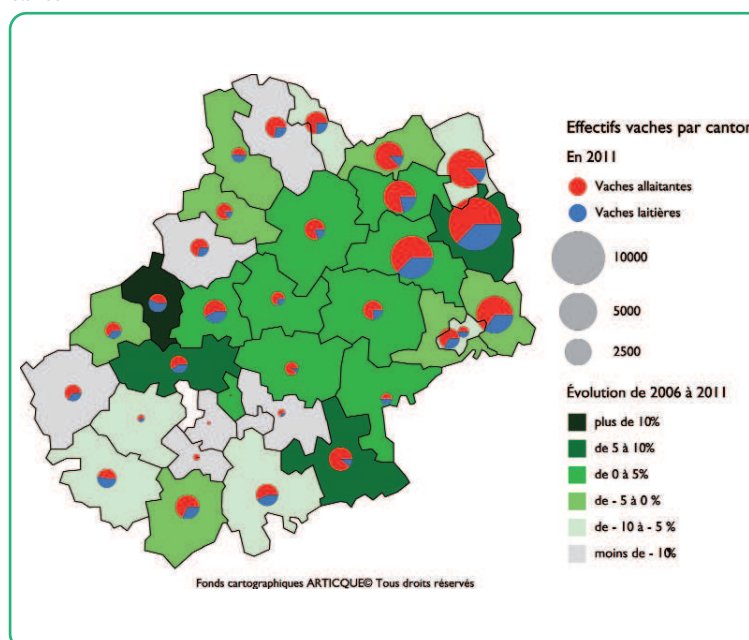 Effectifs vaches par canton
En 2011
Vaches allaitantes
Vaches laitières
10000
5000
2500
Évolution de 2006 à 2011
plus de 10%
de 5 à 10%
de 0 à 5%
de - 5 à 0 %
de - 10 à - 5 %
moins de - 10%
Fonds cartographiques ARTICQUE© Tous droits réservés